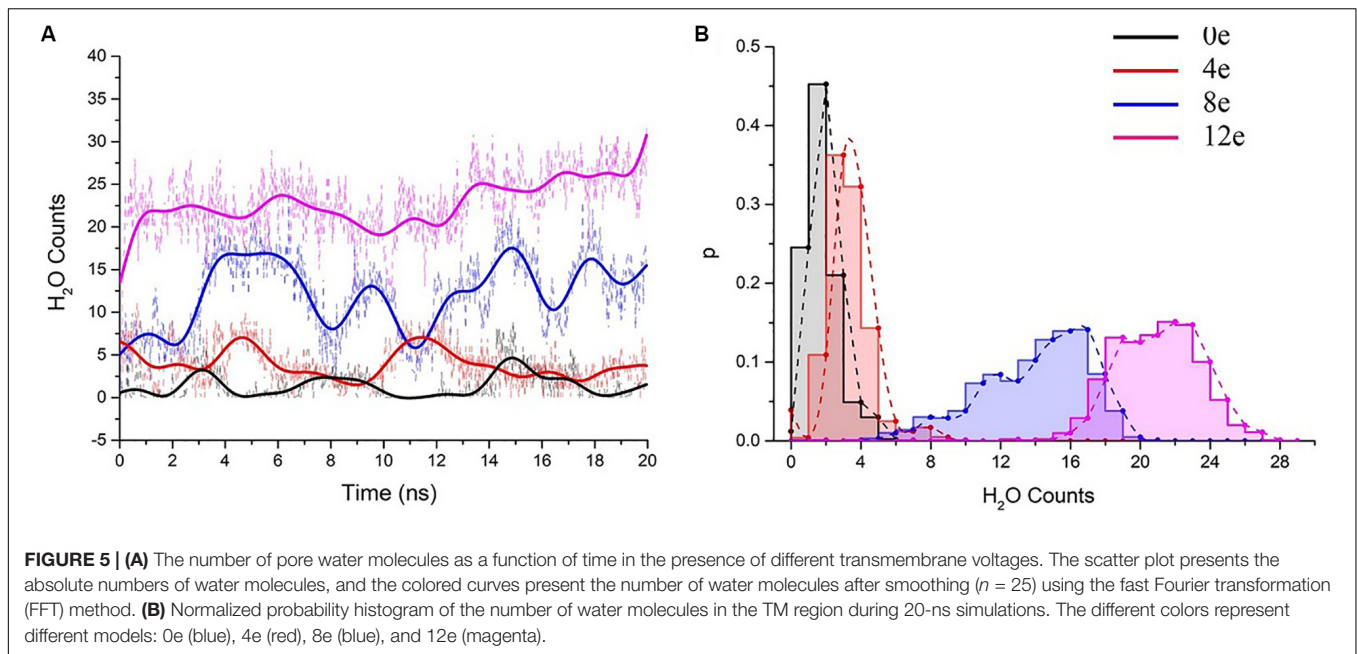 A
40
35
30
25
20
15
10
5
0
-5
H₂O Counts
0 2 4 6 8 10 12 14 16 18 20
Time (ns)
B
0.5
0.4
0.3
0.2
0.1
0.0
p
0 4 8 12 16 20 24 28
H₂O Counts
0e
4e
8e
12e
FIGURE 5 | (A) The number of pore water molecules as a function of time in the presence of different transmembrane voltages. The scatter plot presents the
absolute numbers of water molecules, and the colored curves present the number of water molecules after smoothing (n = 25) using the fast Fourier transformation
(FFT) method. (B) Normalized probability histogram of the number of water molecules in the TM region during 20-ns simulations. The different colors represent
different models: 0e (blue), 4e (red), 8e (blue), and 12e (magenta).